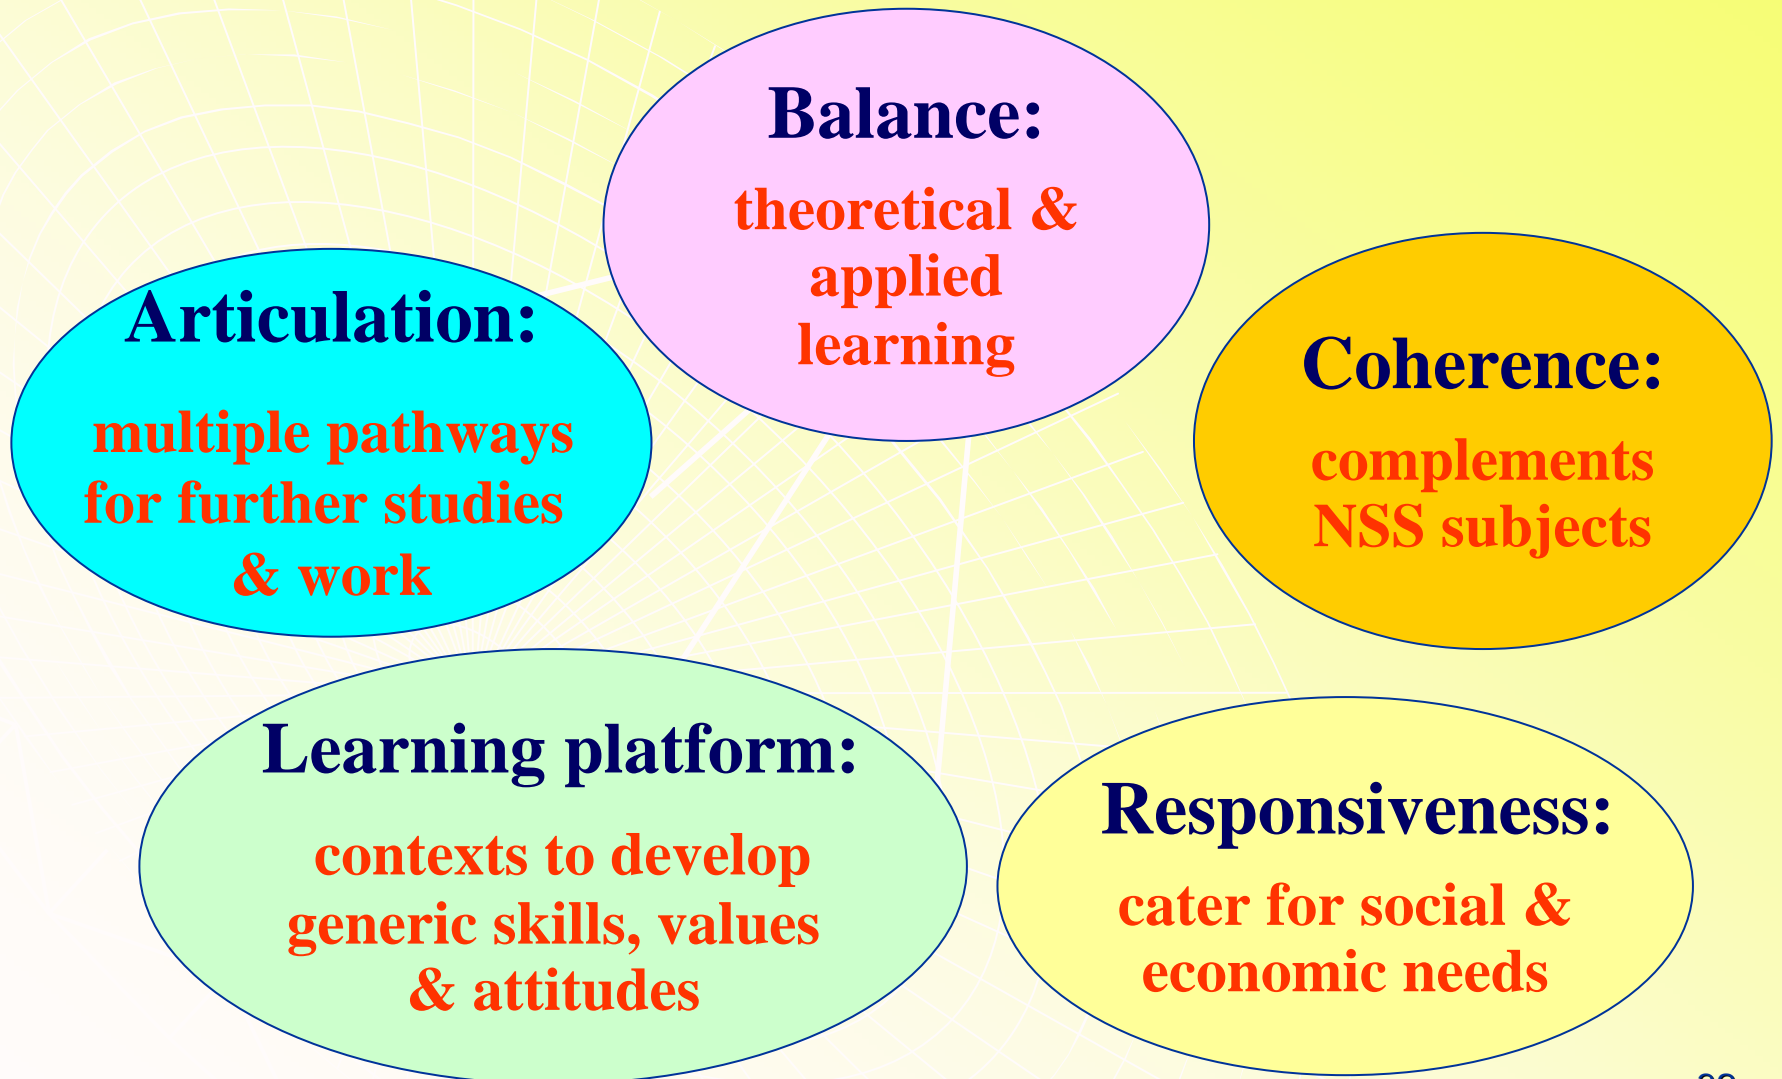 Balance:
theoretical &
applied
learning
Articulation:
multiple pathways
for further studies
& work
Coherence:
complements
NSS subjects
Learning platform:
contexts to develop
generic skills, values
& attitudes
Responsiveness:
cater for social &
economic needs